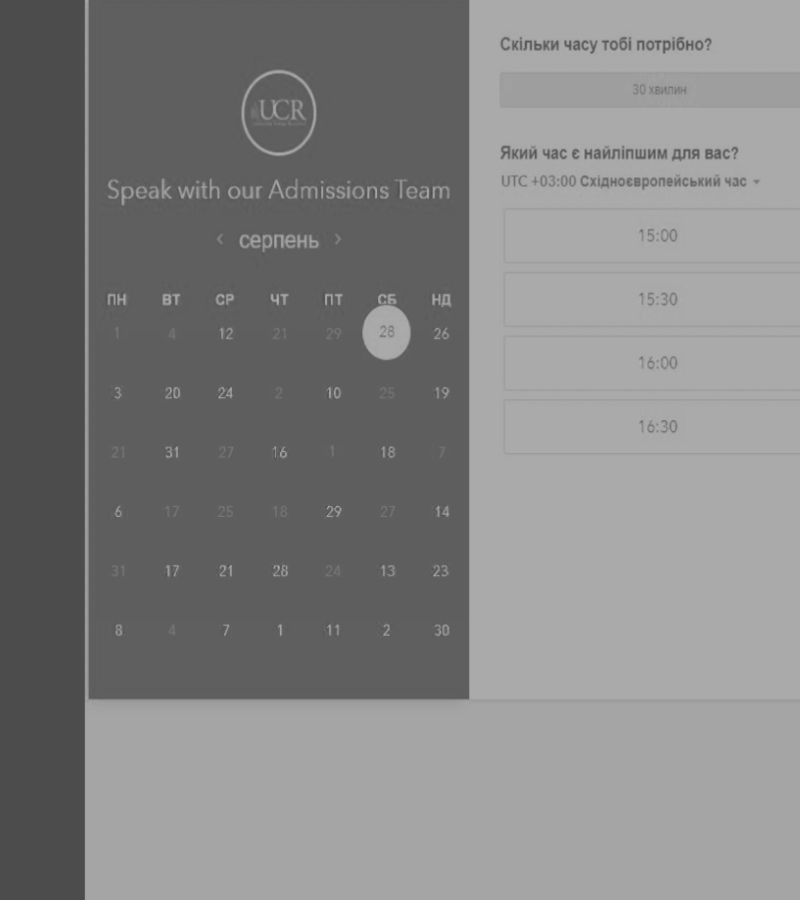 UCR
Speak with our Admissions Team
‹ серпень ›
ПН ВТ СР ЧТ ПТ СБ НД
1 4 12 21 29 28 26
3 20 24 2 10 25 19
21 31 27 16 1 18 7
6 17 25 18 29 27 14
31 17 21 28 24 13 23
8 4 7 1 11 2 30
Скільки часу тобі потрібно?
30 хвилин
Який час є найліпшим для вас?
UTC +03:00 Східноєвропейський час
15:00
15:30
16:00
16:30